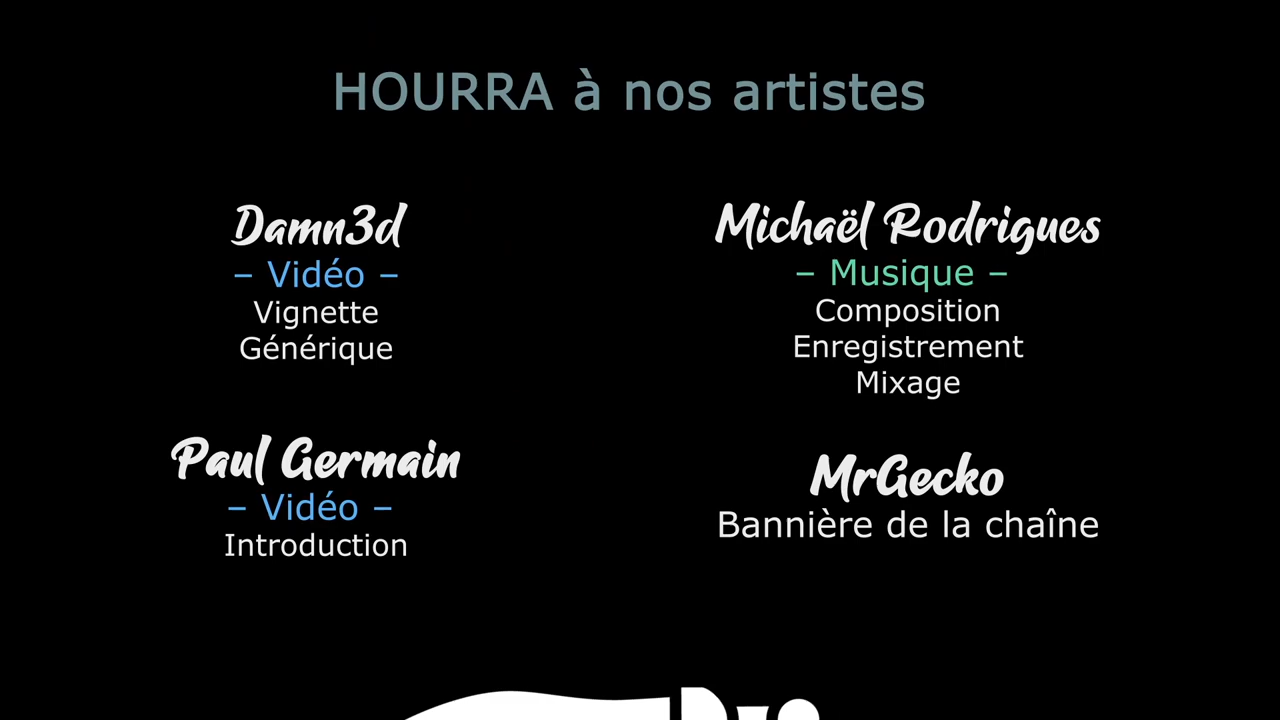 HOURRA à nos artistes
Damn3d
– Vidéo –
Vignette
Générique
Michaël Rodrigues
– Musique –
Composition
Enregistrement
Mixage
Paul Germain
– Vidéo –
Introduction
MrGecko
Bannière de la chaîne